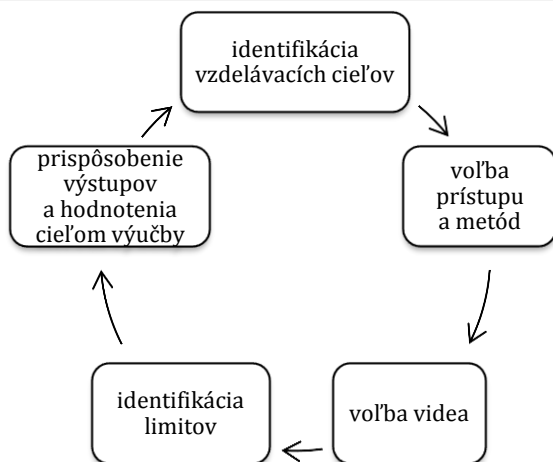 identifikácia
vzdelávacích cieľov
voľba
prístupu
a metód
voľba videa
identifikácia
limitov
prispôsobenie
výstupov
a hodnotenia
cieľom výučby